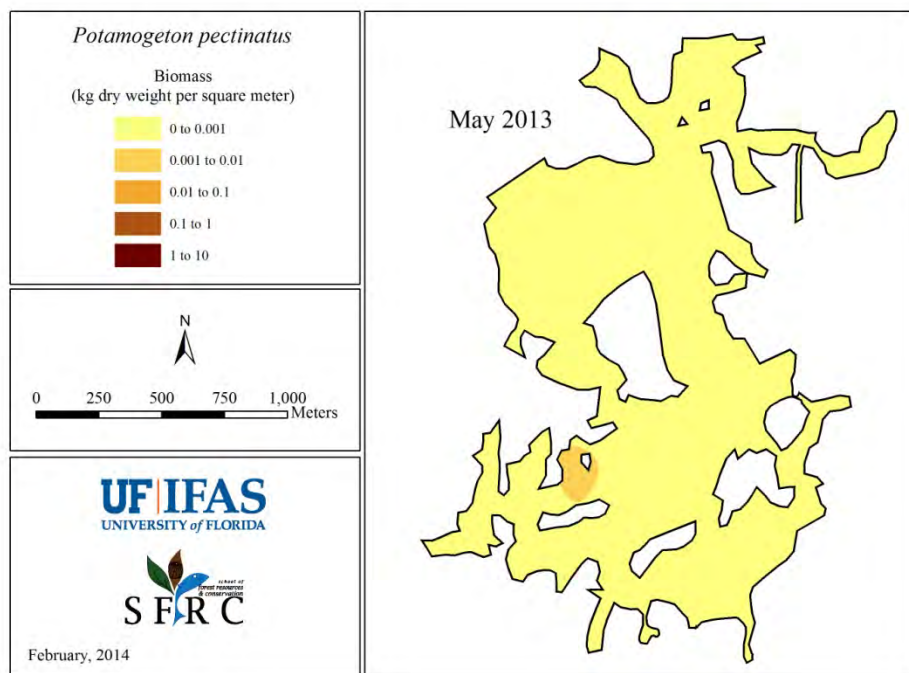 Potamogeton pectinatus
Biomass
(kg dry weight per square meter)
0 to 0.001
0.001 to 0.01
0.01 to 0.1
0.1 to 1
1 to 10
N
0 250 500 750 1,000
Meters
UF|IFAS
UNIVERSITY of FLORIDA
school of
forest resources
& conservation
SFRC
February, 2014
May 2013